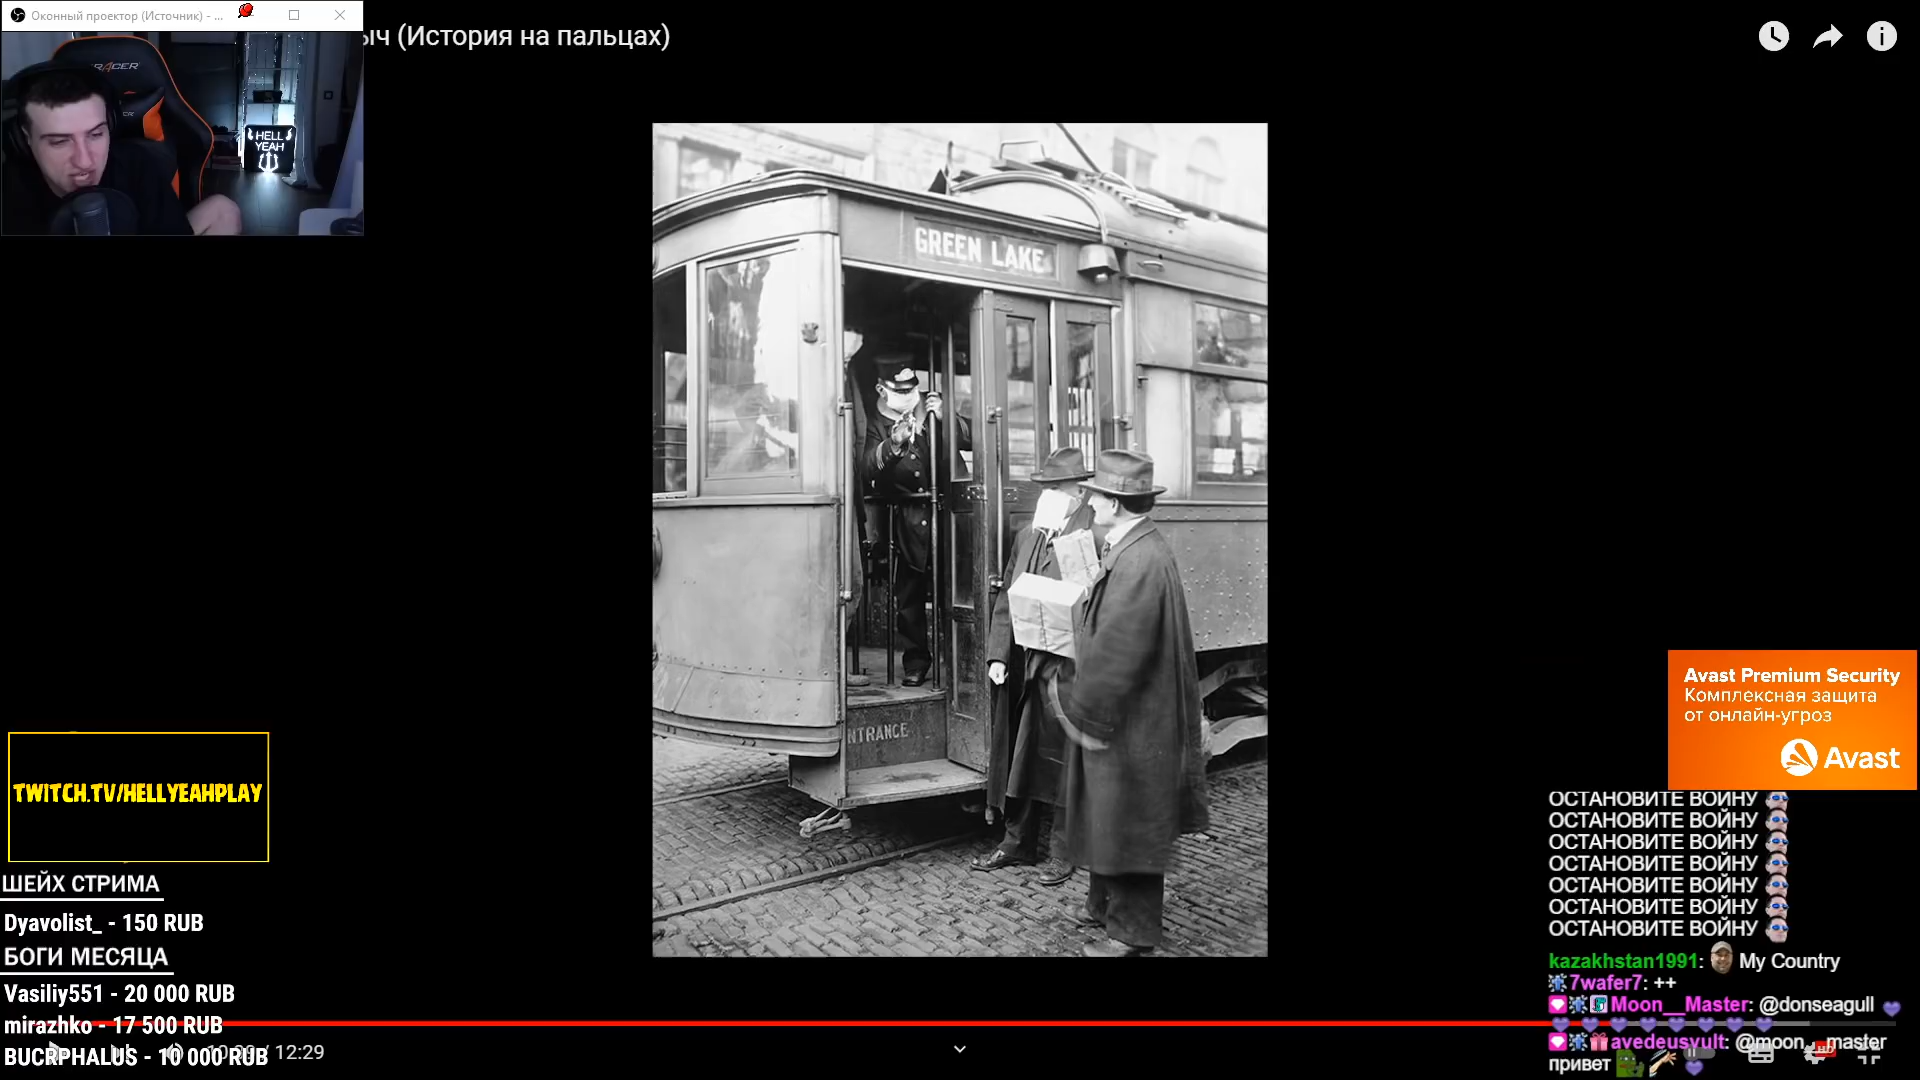 Оконный проектор (Источник) - ...
ыч (История на пальцах)
RACER
HELL
YEAH
GREEN LAKE
NTRANCE
Avast Premium Security
Комплексная защита
от онлайн-угроз
Avast
TWITCH.TV/HELLYEAHPLAY
ШЕЙХ СТРИМА
Dyavolist_ - 150 RUB
БОГИ МЕСЯЦА
Vasiliy551 - 20 000 RUB
mirazhko - 17 500 RUB
BUCRPHALUS - 10 000 RUB
/ 12:29
ОСТАНОВИТЕ ВОЙНУ
ОСТАНОВИТЕ ВОЙНУ
ОСТАНОВИТЕ ВОЙНУ
ОСТАНОВИТЕ ВОЙНУ
ОСТАНОВИТЕ ВОЙНУ
ОСТАНОВИТЕ ВОЙНУ
ОСТАНОВИТЕ ВОЙНУ
kazakhstan1991: My Country
7wafer7: ++
Moon__Master: @donseagull
avedeusvult: @moon__master
привет
HD